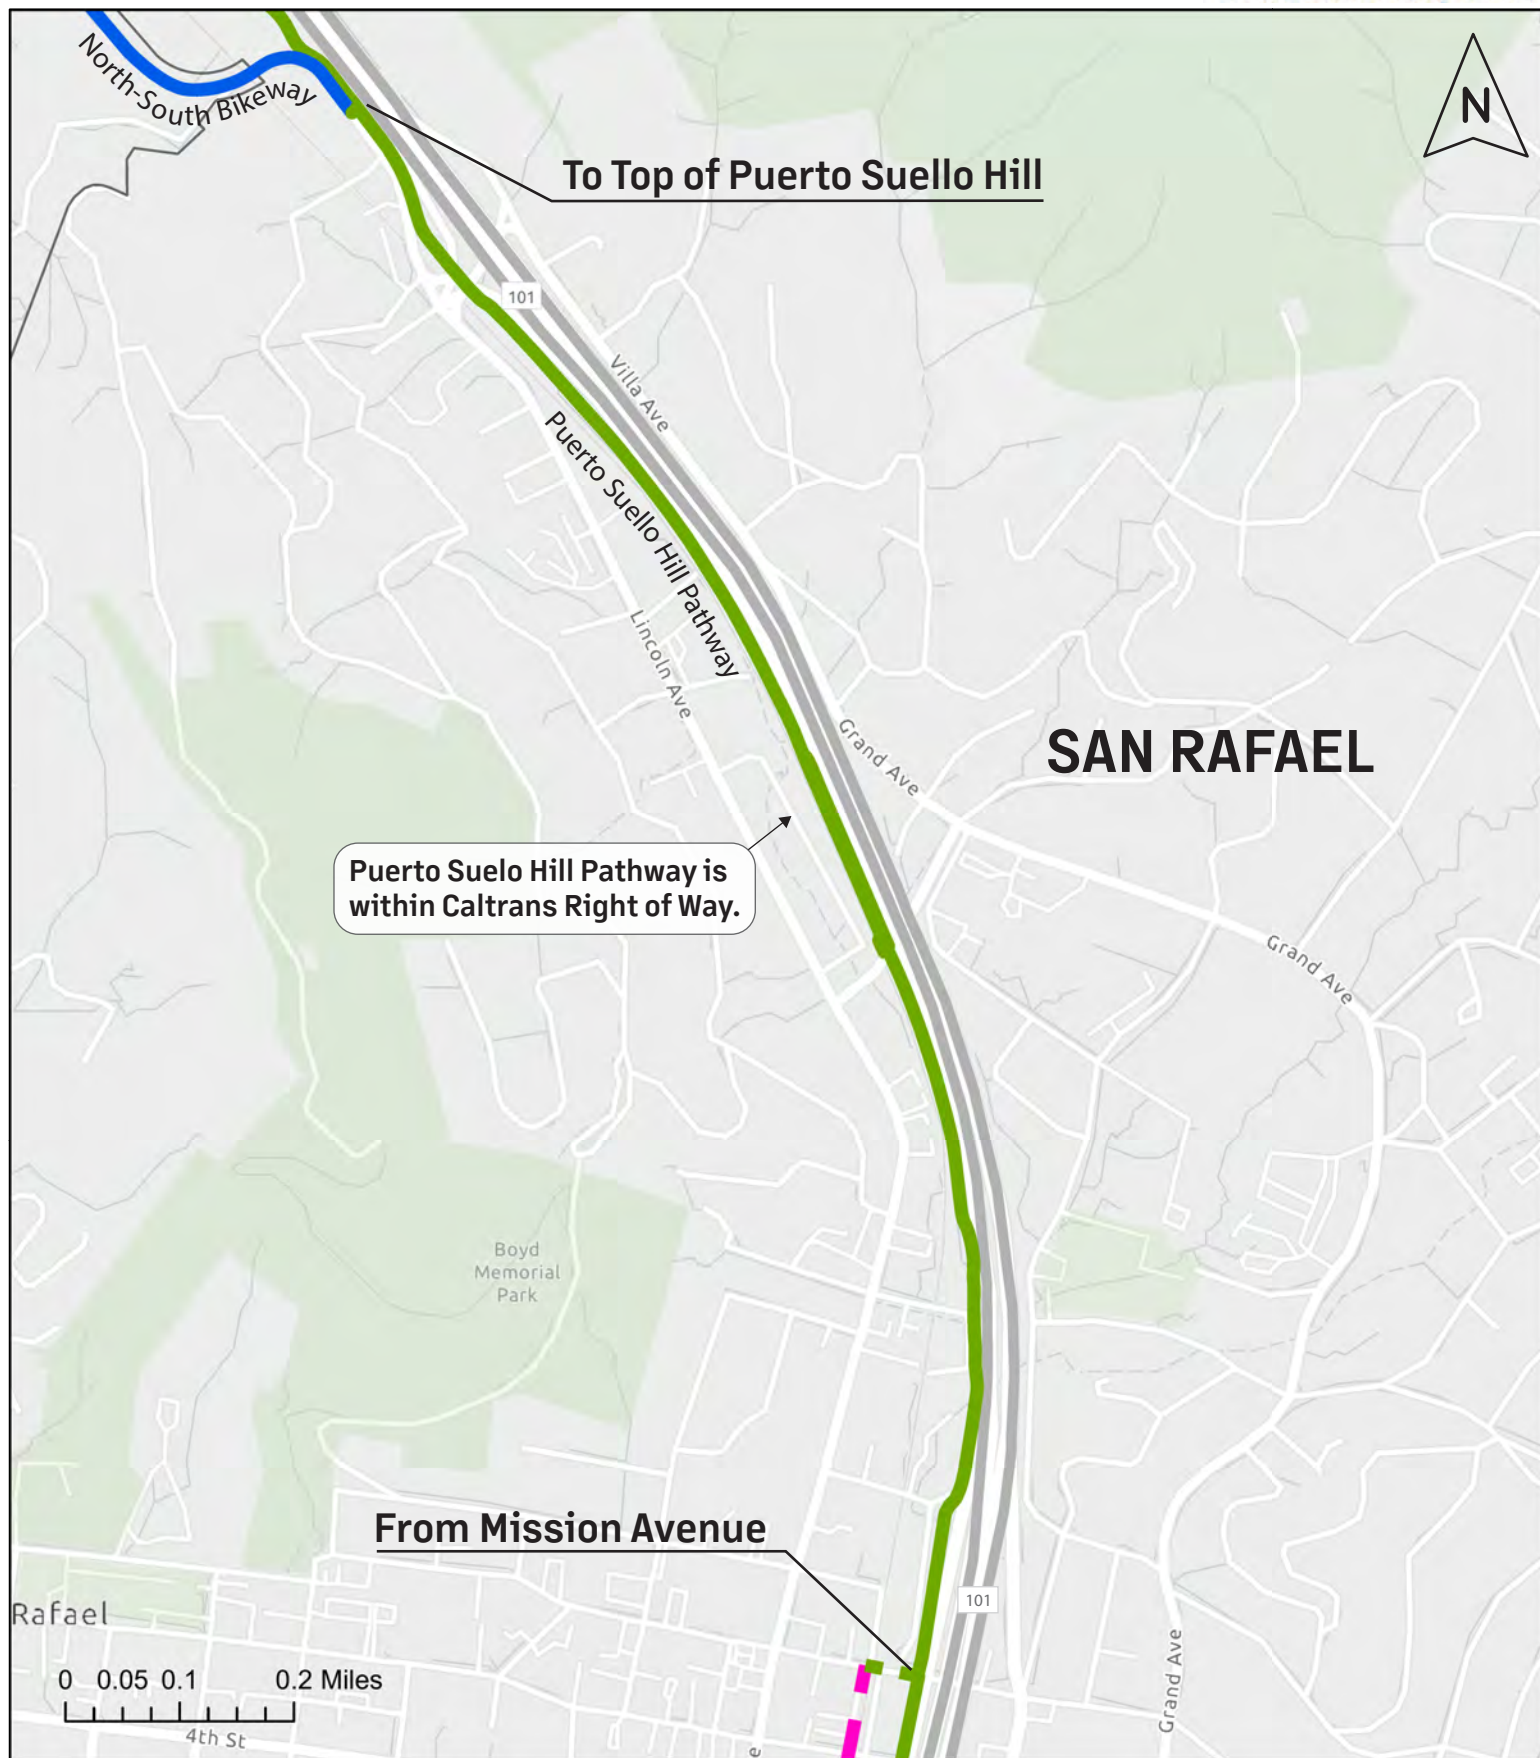 North-South Bikeway
N
To Top of Puerto Suello Hill
101
Villa Ave
Puerto Suello Hill Pathway
Lincoln Ave
Grand Ave
SAN RAFAEL
Puerto Suelo Hill Pathway is
within Caltrans Right of Way.
Grand Ave
Boyd
Memorial
Park
From Mission Avenue
101
Rafael
Grand Ave
0 0.05 0.1 0.2 Miles
4th St